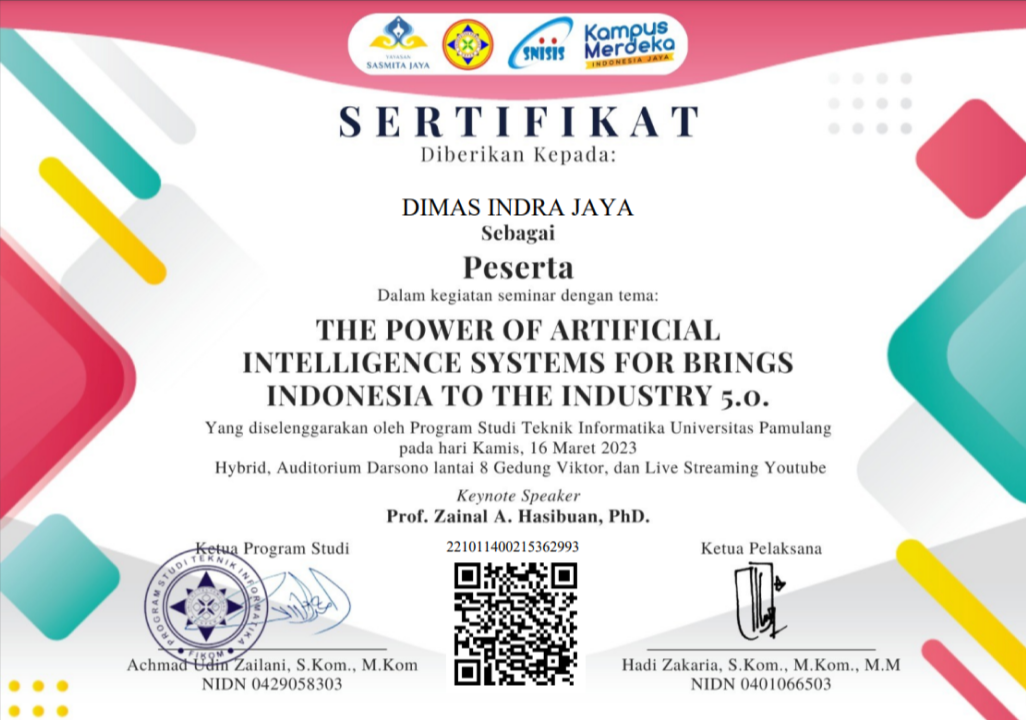 YAYASAN
SASMITA JAYA
SNISIS
Kampus
Merdeka
INDONESIA JAYA
SERTIFIKAT
Diberikan Kepada:
DIMAS INDRA JAYA
Sebagai
Peserta
Dalam kegiatan seminar dengan tema:
THE POWER OF ARTIFICIAL
INTELLIGENCE SYSTEMS FOR BRINGS
INDONESIA TO THE INDUSTRY 5.0.
Yang diselenggarakan oleh Program Studi Teknik Informatika Universitas Pamulang
pada hari Kamis, 16 Maret 2023
Hybrid, Auditorium Darsono lantai 8 Gedung Viktor, dan Live Streaming Youtube
Keynote Speaker
Prof. Zainal A. Hasibuan, PhD.
Ketua Program Studi
PROGRAM STUDI TEKNIK INFORMATIKA
FIKOM
Achmad Udin Zailani, S.Kom., M.Kom
NIDN 0429058303
221011400215362993
Ketua Pelaksana
Hadi Zakaria, S.Kom., M.Kom., M.M
NIDN 0401066503